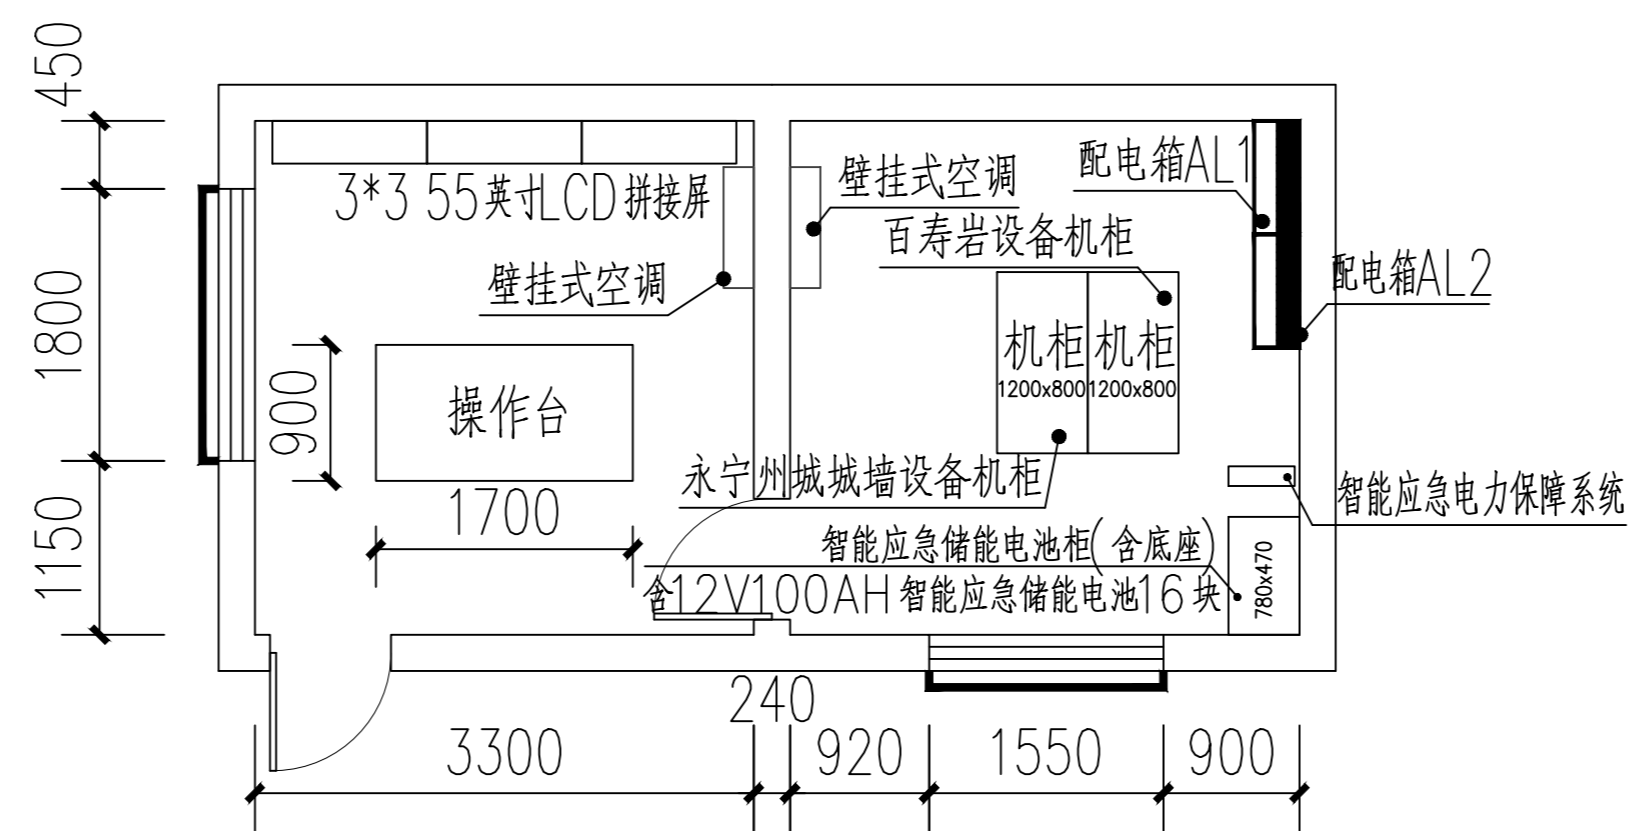 450
配电箱AL1
壁挂式空调
3*3 55英寸LCD拼接屏
百寿岩设备机柜
配电箱AL2
壁挂式空调
1800
机柜
机柜
1200x800
1200x800
900
操作台
永宁州城城墙设备机柜
智能应急电力保障系统
1700
1150
智能应急储能电池柜(含底座)
含12V100AH智能应急储能电池16块
780x470
240
3300
920
1550
900